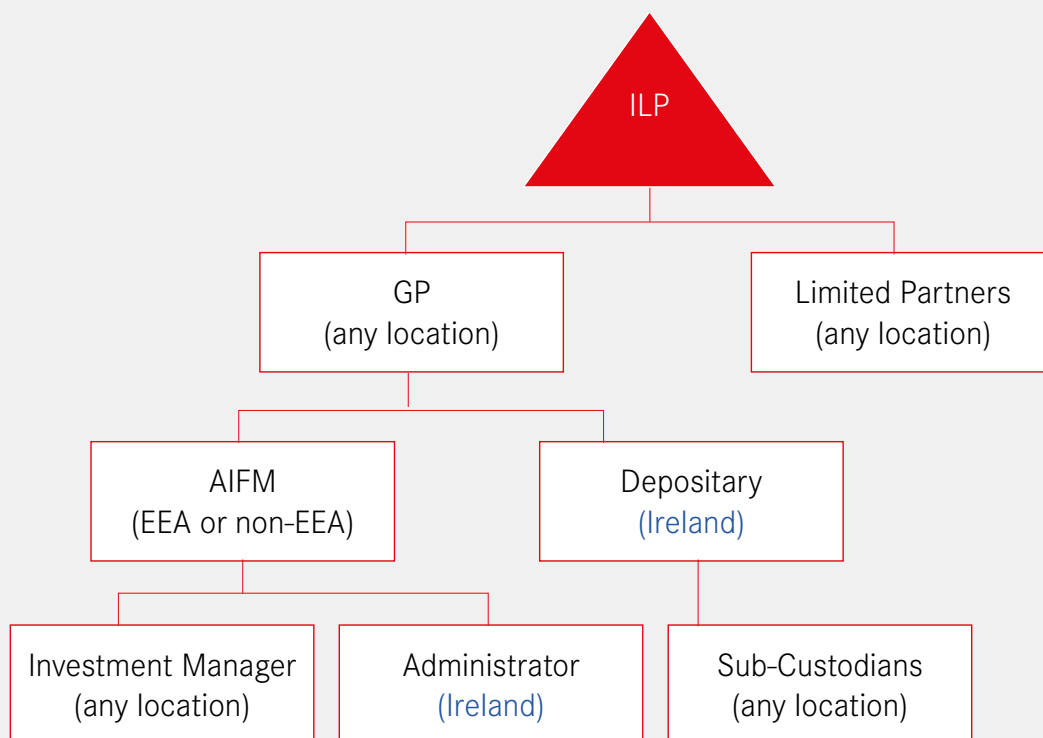 ILP
GP
(any location)
Limited Partners
(any location)
AIFM
(EEA or non-EEA)
Depositary
(Ireland)
Investment Manager
(any location)
Administrator
(Ireland)
Sub-Custodians
(any location)